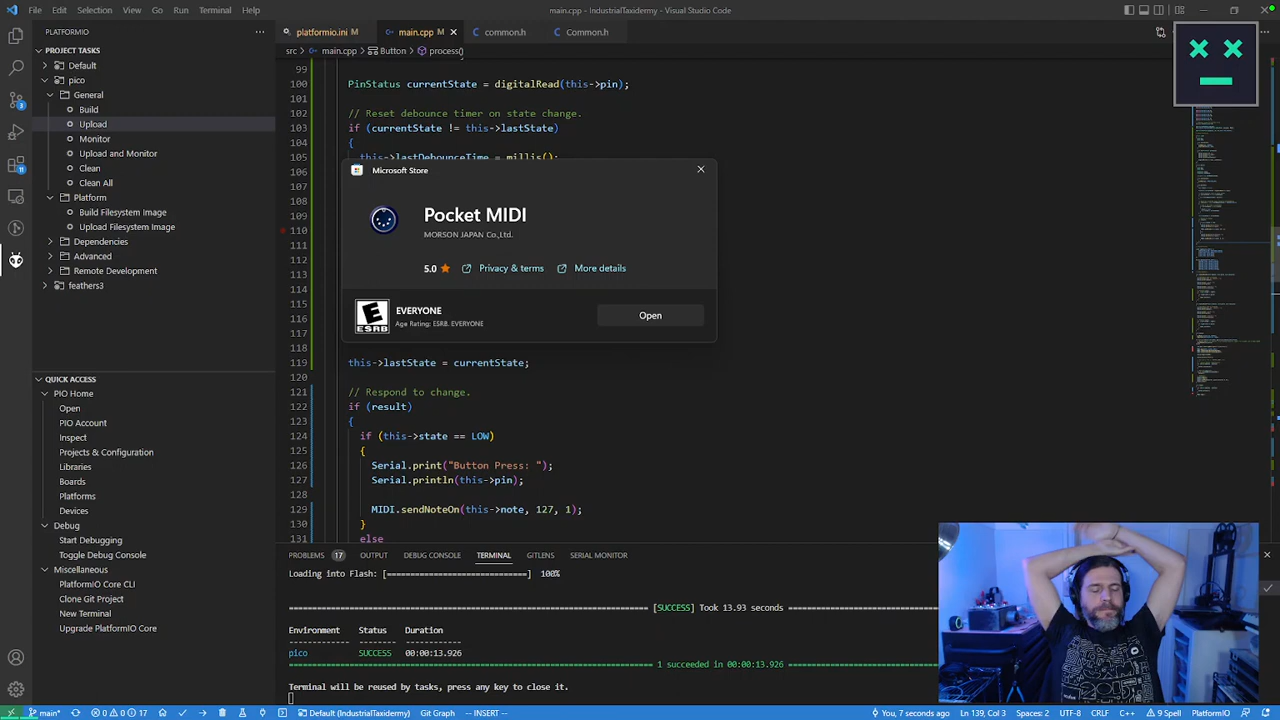 File Edit Selection View Go Run Terminal Help
main.cpp - IndustrialTaxidermy - Visual Studio Code
PLATFORMIO
PROJECT TASKS
Default
pico
General
Build
Upload
Monitor
Upload and Monitor
Clean
Clean All
Platform
Build Filesystem Image
Upload Filesystem Image
Dependencies
Advanced
Remote Development
feathers3
QUICK ACCESS
PIO Home
Open
PIO Account
Inspect
Projects & Configuration
Libraries
Boards
Platforms
Devices
Debug
Start Debugging
Toggle Debug Console
Miscellaneous
PlatformIO Core CLI
Clone Git Project
New Terminal
Upgrade PlatformIO Core
3
11
platformio.ini M main.cpp M common.h Common.h
src > main.cpp > Button > process()
99
100 PinStatus currentState = digitalRead(this->pin);
101
102 // Reset debounce timer on state change.
103 if (currentState != this->lastState)
104 {
105 this->lastDebounceTime = millis();
106
107
108
109
110
111
112
113
114
115
116
117
118
119 this->lastState = currentState;
120
121 // Respond to change.
122 if (result)
123 {
124 if (this->state == LOW)
125 {
126 Serial.print("Button Press: ");
127 Serial.println(this->pin);
128
129 MIDI.sendNoteOn(this->note, 127, 1);
130 }
131 else
Microsoft Store
Pocket MIDI
MORSON JAPAN Co.,LTD.
5.0 Privacy & terms More details
E
ESRB
EVERYONE
Age Rating: ESRB. EVERYONE
Open
PROBLEMS 17 OUTPUT DEBUG CONSOLE TERMINAL GITLENS SERIAL MONITOR
Loading into Flash: [==============================] 100%
[SUCCESS] Took 13.93 seconds
Environment Status Duration
pico SUCCESS 00:00:13.926
1 succeeded in 00:00:13.926
Terminal will be reused by tasks, press any key to close it.
main* 0 0 17 Default (IndustrialTaxidermy) Git Graph -- INSERT -- You, 7 seconds ago Ln 139, Col 3 Spaces: 2 UTF-8 CRLF C++ 9 Spell PlatformIO